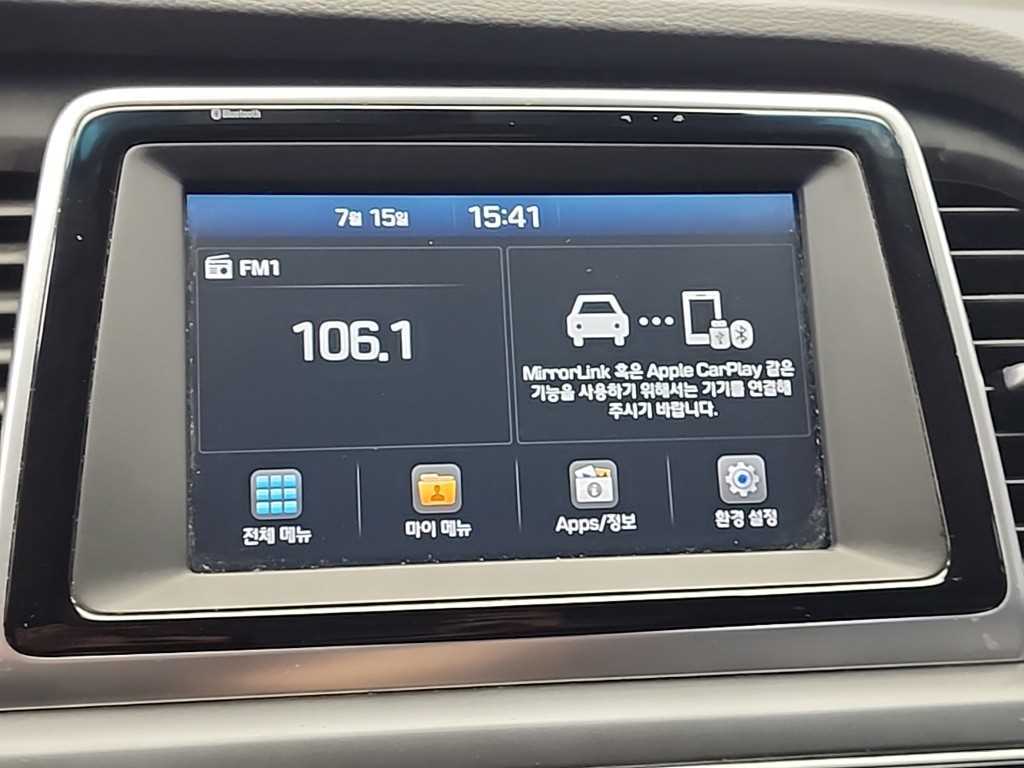 Bluetooth
7월 15일 15:41
FM1
106.1
MirrorLink 혹은 Apple CarPlay 같은
기능을 사용하기 위해서는 기기를 연결해
주시기 바랍니다.
전체 메뉴
마이 메뉴
Apps/정보
환경 설정